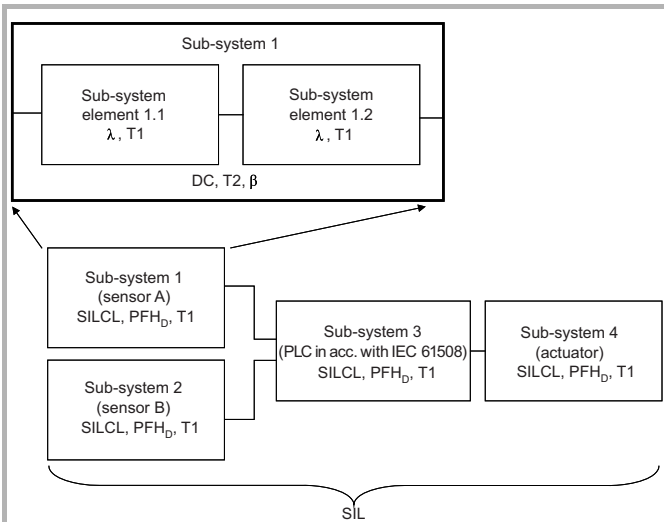 Sub-system 1
Sub-system
element 1.1
λ, T1
Sub-system
element 1.2
λ, T1
DC, T2, β
Sub-system 1
(sensor A)
SILCL, PFHD, T1
Sub-system 2
(sensor B)
SILCL, PFHD, T1
Sub-system 3
(PLC in acc. with IEC 61508)
SILCL, PFHD, T1
Sub-system 4
(actuator)
SILCL, PFHD, T1
SIL